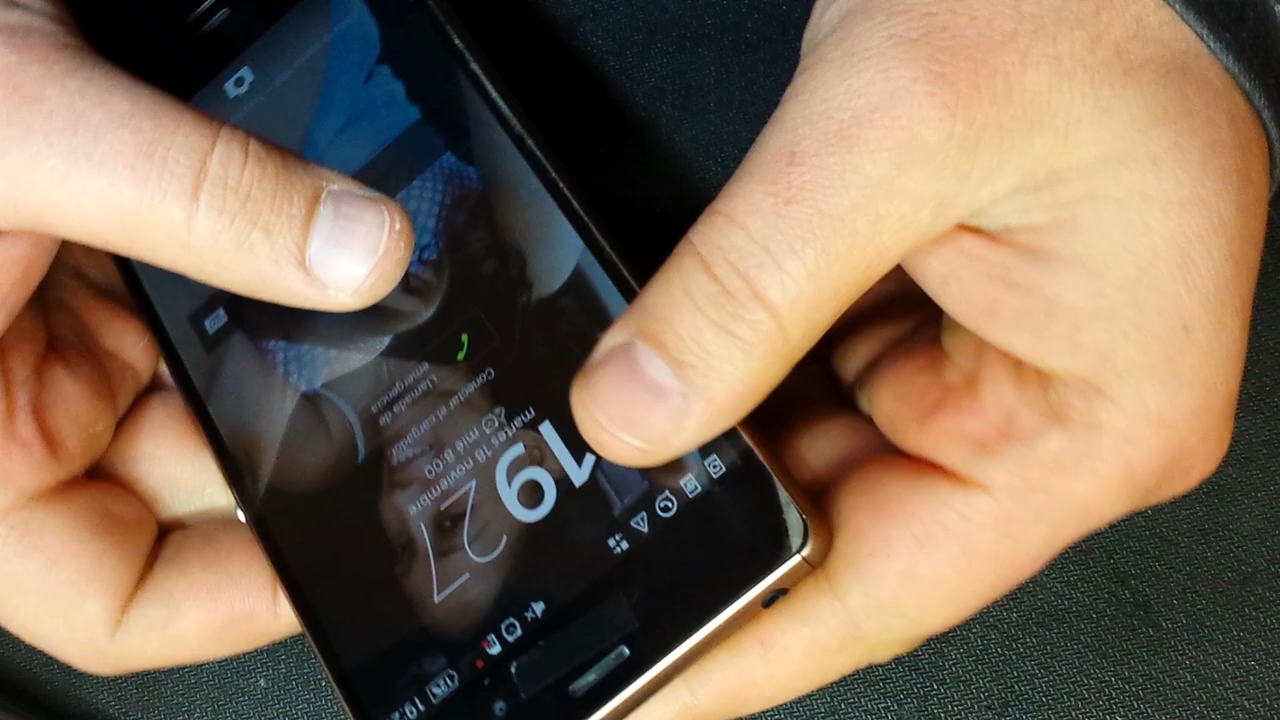 19
27
martes 18 noviembre
mié 8:00
Conectar el cargador
Llamada de
emergencia